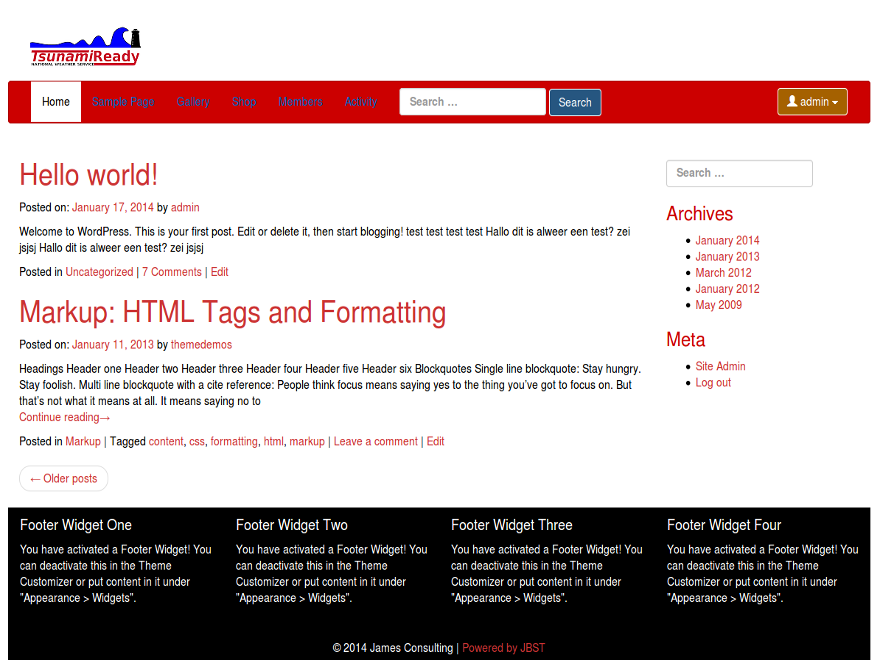 TsunamiReady
NATIONAL WEATHER SERVICE
Home Sample Page Gallery Shop Members Activity Search ... Search admin
Hello world!
Posted on: January 17, 2014 by admin
Welcome to WordPress. This is your first post. Edit or delete it, then start blogging! test test test test Hallo dit is alweer een test? zei
jsjsj Hallo dit is alweer een test? zei jsjsj
Posted in Uncategorized | 7 Comments | Edit
Markup: HTML Tags and Formatting
Posted on: January 11, 2013 by themedemos
Headings Header one Header two Header three Header four Header five Header six Blockquotes Single line blockquote: Stay hungry.
Stay foolish. Multi line blockquote with a cite reference: People think focus means saying yes to the thing you’ve got to focus on. But
that’s not what it means at all. It means saying no to
Continue reading→
Posted in Markup | Tagged content, css, formatting, html, markup | Leave a comment | Edit
← Older posts
Search ...
Archives
January 2014
January 2013
March 2012
January 2012
May 2009
Meta
Site Admin
Log out
Footer Widget One
You have activated a Footer Widget! You
can deactivate this in the Theme
Customizer or put content in it under
"Appearance > Widgets".
Footer Widget Two
You have activated a Footer Widget! You
can deactivate this in the Theme
Customizer or put content in it under
"Appearance > Widgets".
Footer Widget Three
You have activated a Footer Widget! You
can deactivate this in the Theme
Customizer or put content in it under
"Appearance > Widgets".
Footer Widget Four
You have activated a Footer Widget! You
can deactivate this in the Theme
Customizer or put content in it under
"Appearance > Widgets".
© 2014 James Consulting | Powered by JBST